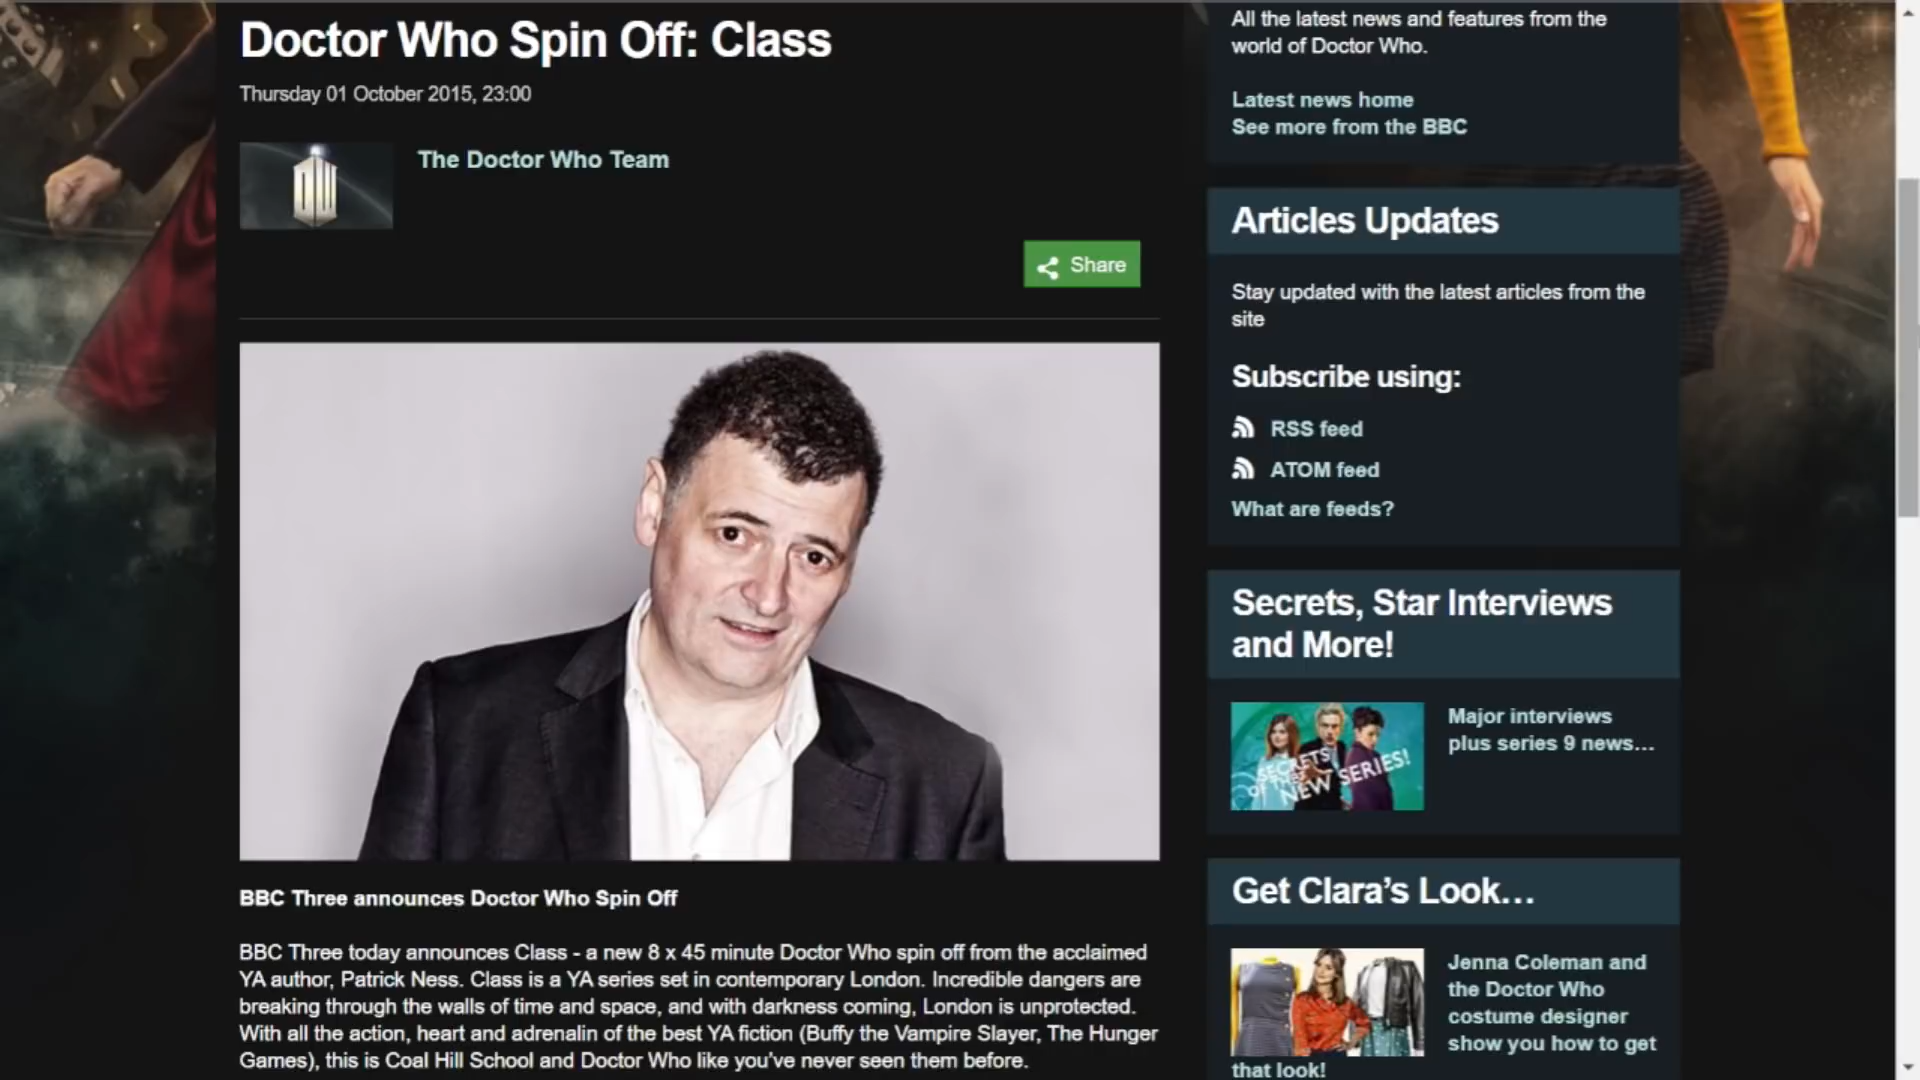 Doctor Who Spin Off: Class
Thursday 01 October 2015, 23:00
DW
The Doctor Who Team
Share
BBC Three announces Doctor Who Spin Off
BBC Three today announces Class - a new 8 x 45 minute Doctor Who spin off from the acclaimed
YA author, Patrick Ness. Class is a YA series set in contemporary London. Incredible dangers are
breaking through the walls of time and space, and with darkness coming, London is unprotected.
With all the action, heart and adrenalin of the best YA fiction (Buffy the Vampire Slayer, The Hunger
Games), this is Coal Hill School and Doctor Who like you've never seen them before.
All the latest news and features from the
world of Doctor Who.
Latest news home
See more from the BBC
Articles Updates
Stay updated with the latest articles from the
site
Subscribe using:
RSS feed
ATOM feed
What are feeds?
Secrets, Star Interviews
and More!
SECRETS
OF THE
NEW SERIES!
Major interviews
plus series 9 news...
Get Clara's Look...
Jenna Coleman and
the Doctor Who
costume designer
show you how to get
that look!